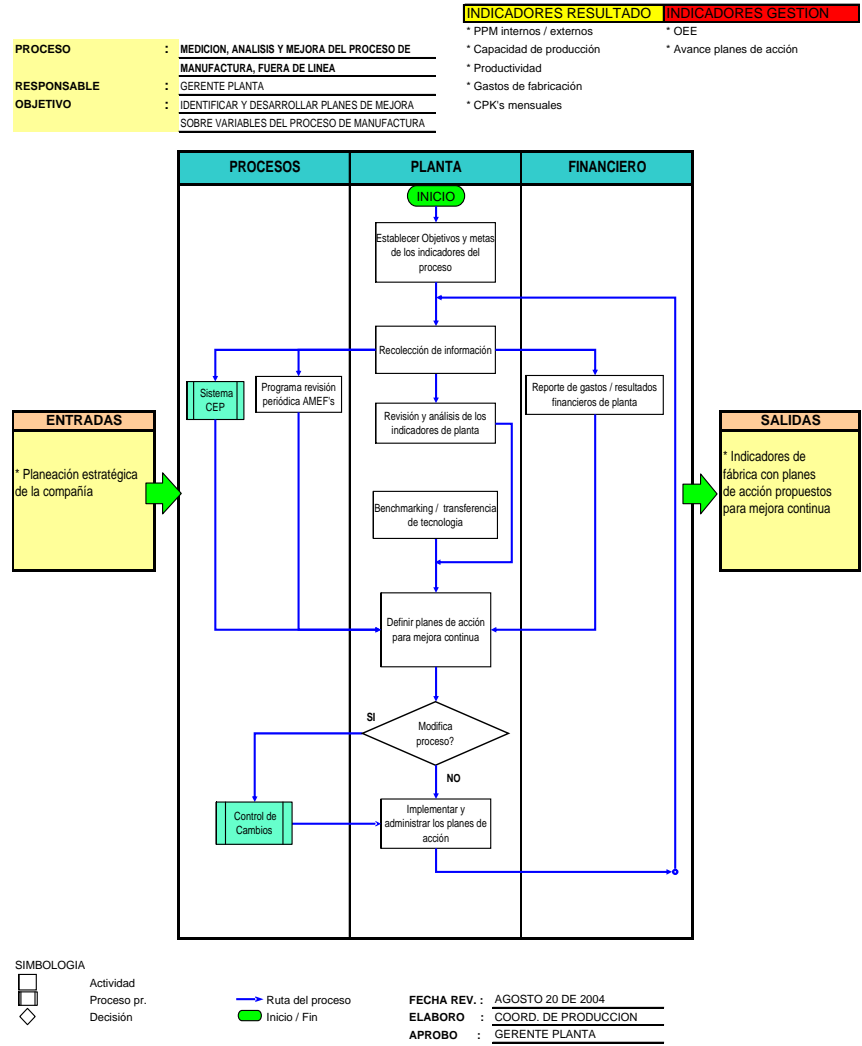 INDICADORES RESULTADO INDICADORES GESTION
* PPM internos / externos * OEE
PROCESO : MEDICION, ANALISIS Y MEJORA DEL PROCESO DE * Capacidad de producción * Avance planes de acción
MANUFACTURA, FUERA DE LINEA * Productividad
RESPONSABLE : GERENTE PLANTA * Gastos de fabricación
OBJETIVO : IDENTIFICAR Y DESARROLLAR PLANES DE MEJORA * CPK's mensuales
SOBRE VARIABLES DEL PROCESO DE MANUFACTURA
PROCESOS PLANTA FINANCIERO
INICIO
Establecer Objetivos y metas
de los indicadores del
proceso
Recolección de información
Sistema
CEP
Programa revisión
periódica AMEF's
Revisión y análisis de los
indicadores de planta
Reporte de gastos / resultados
financieros de planta
ENTRADAS
* Planeación estratégica
de la compañía
SALIDAS
* Indicadores de
fábrica con planes
de acción propuestos
para mejora continua
Benchmarking / transferencia
de tecnologia
Definir planes de acción
para mejora continua
SI
Modifica
proceso?
NO
Control de
Cambios
Implementar y
administrar los planes de
acción
SIMBOLOGIA
Actividad
Proceso pr. Ruta del proceso FECHA REV. : AGOSTO 20 DE 2004
Decisión Inicio / Fin ELABORO : COORD. DE PRODUCCION
APROBO : GERENTE PLANTA